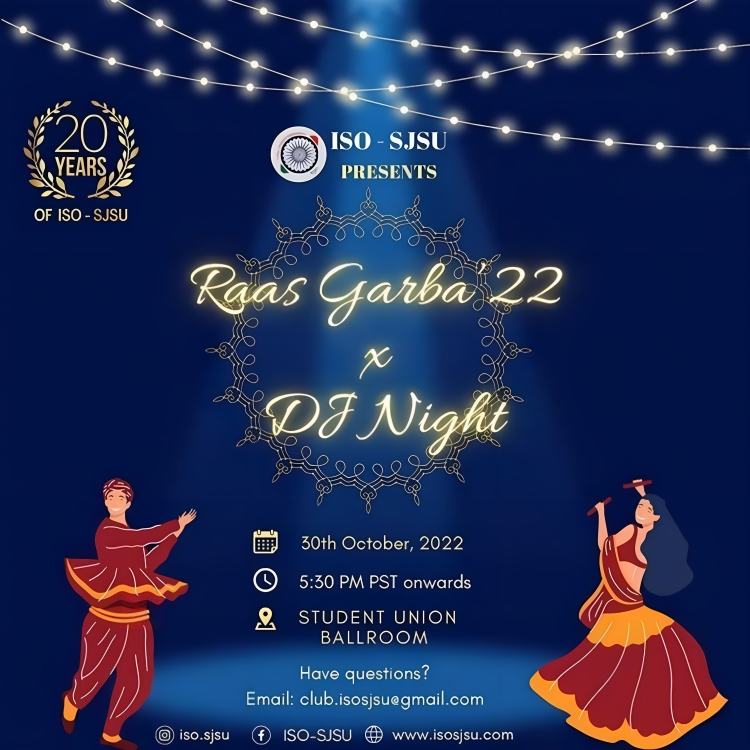 20
YEARS
OF ISO - SJSU
ISO - SJSU
PRESENTS
Raas Garba'22
x
DJ Night
30th October, 2022
5:30 PM PST onwards
STUDENT UNION
BALLROOM
Have questions?
Email: club.isosjsu@gmail.com
iso.sjsu ISO-SJSU www.isosjsu.com